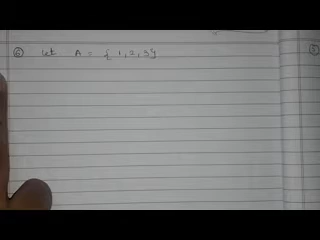 ⑥ Let A = { 1, 2, 3 }